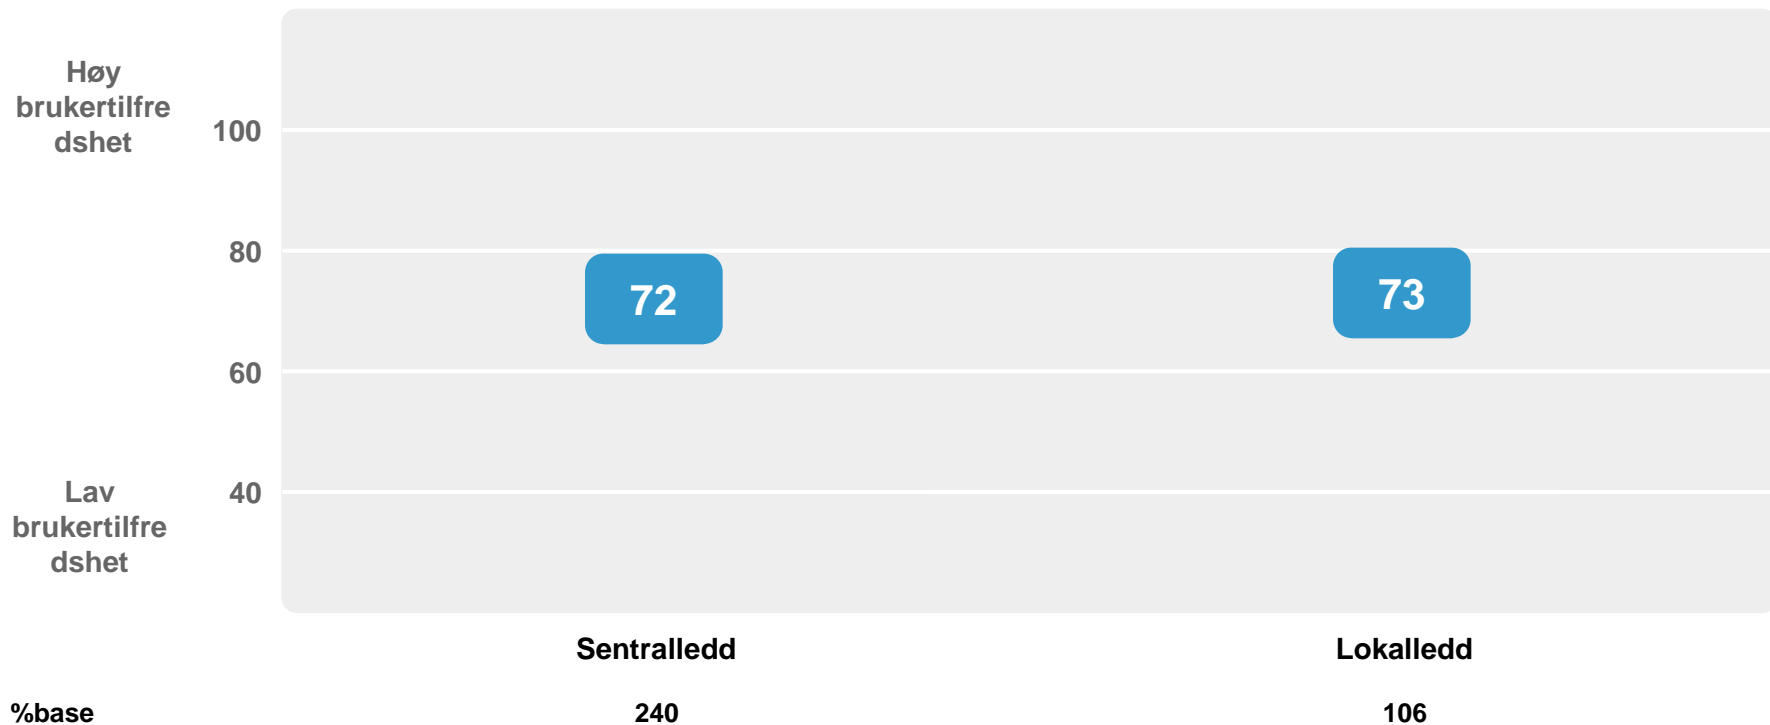 Høy
brukertilfre
dshet
100
80
72
73
60
Lav
brukertilfre
dshet
40
Sentralledd
Lokalledd
%base
240
106